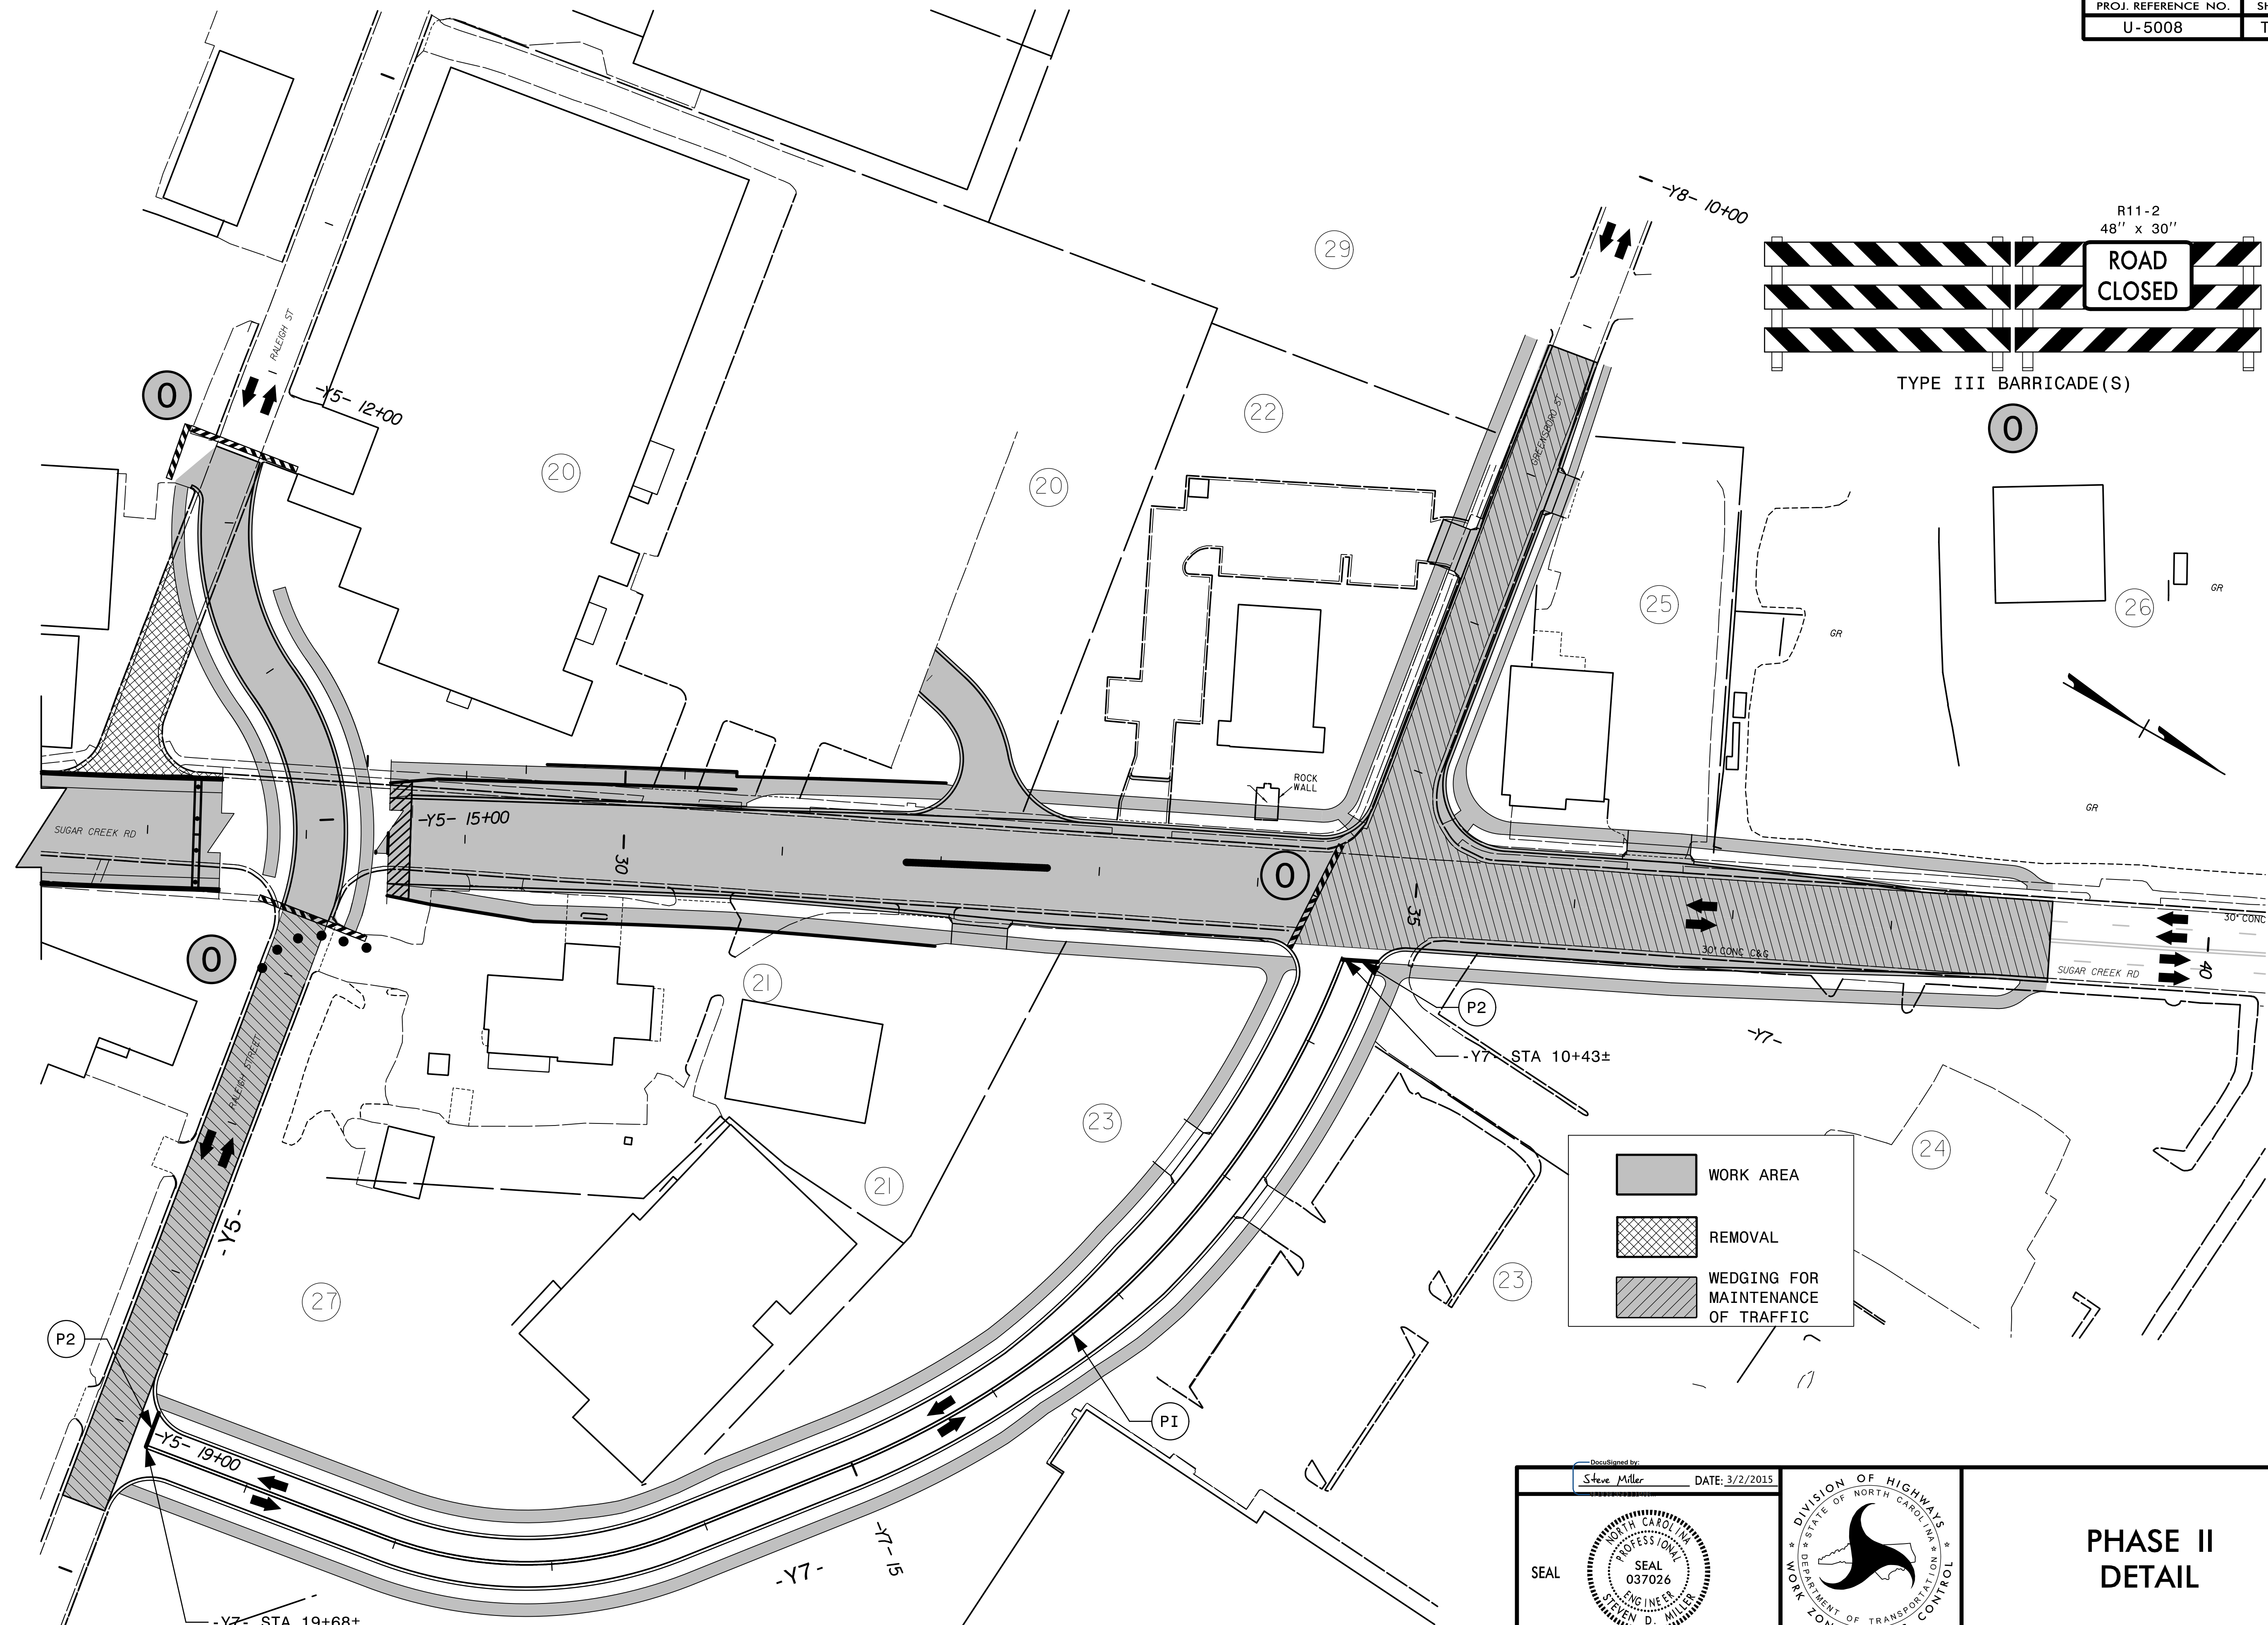 PROJ. REFERENCE NO.
U-5008
-Y8- 10+00
R11-2
48'' x 30''
ROAD
CLOSED
TYPE III BARRICADE(S)
O
29
RALEIGH ST
O
-Y5- 12+00
22
GREENSBORO ST
20
20
25
26
GR
GR
GR
ROCK
WALL
SUGAR CREEK RD
-Y5- 15+00
30
O
35
30" CONC C&G
30" CONC
SUGAR CREEK RD
40
O
21
P2
-Y7- STA 10+43±
-Y7-
RALEIGH STREET
23
24
21
-Y5-
27
23
WORK AREA
REMOVAL
WEDGING FOR
MAINTENANCE
OF TRAFFIC
P2
PI
-Y5- 19+00
-Y7- 15
-Y7-
-Y7- STA 19+68±
DocuSigned by:
Steve Miller
DATE: 3/2/2015
SEAL
NORTH CAROLINA
PROFESSIONAL
SEAL
037026
ENGINEER
STEVEN D. MILLER
DIVISION OF HIGHWAYS
STATE OF NORTH CAROLINA
DEPARTMENT OF TRANSPORTATION
WORK ZON
CONTROL
PHASE II
DETAIL